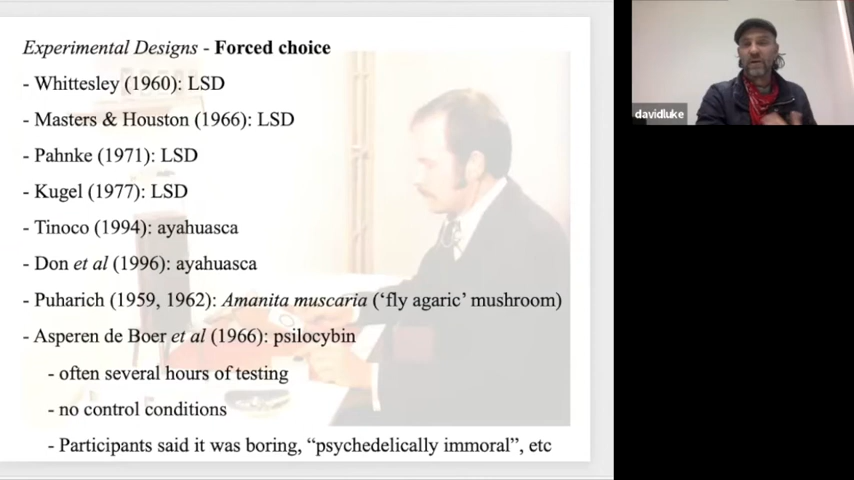 Experimental Designs - Forced choice
- Whittesley (1960): LSD
- Masters & Houston (1966): LSD
- Pahnke (1971): LSD
- Kugel (1977): LSD
- Tinoco (1994): ayahuasca
- Don et al (1996): ayahuasca
- Puharich (1959, 1962): Amanita muscaria (‘fly agaric’ mushroom)
- Asperen de Boer et al (1966): psilocybin
- often several hours of testing
- no control conditions
- Participants said it was boring, “psychedelically immoral”, etc
davidluke